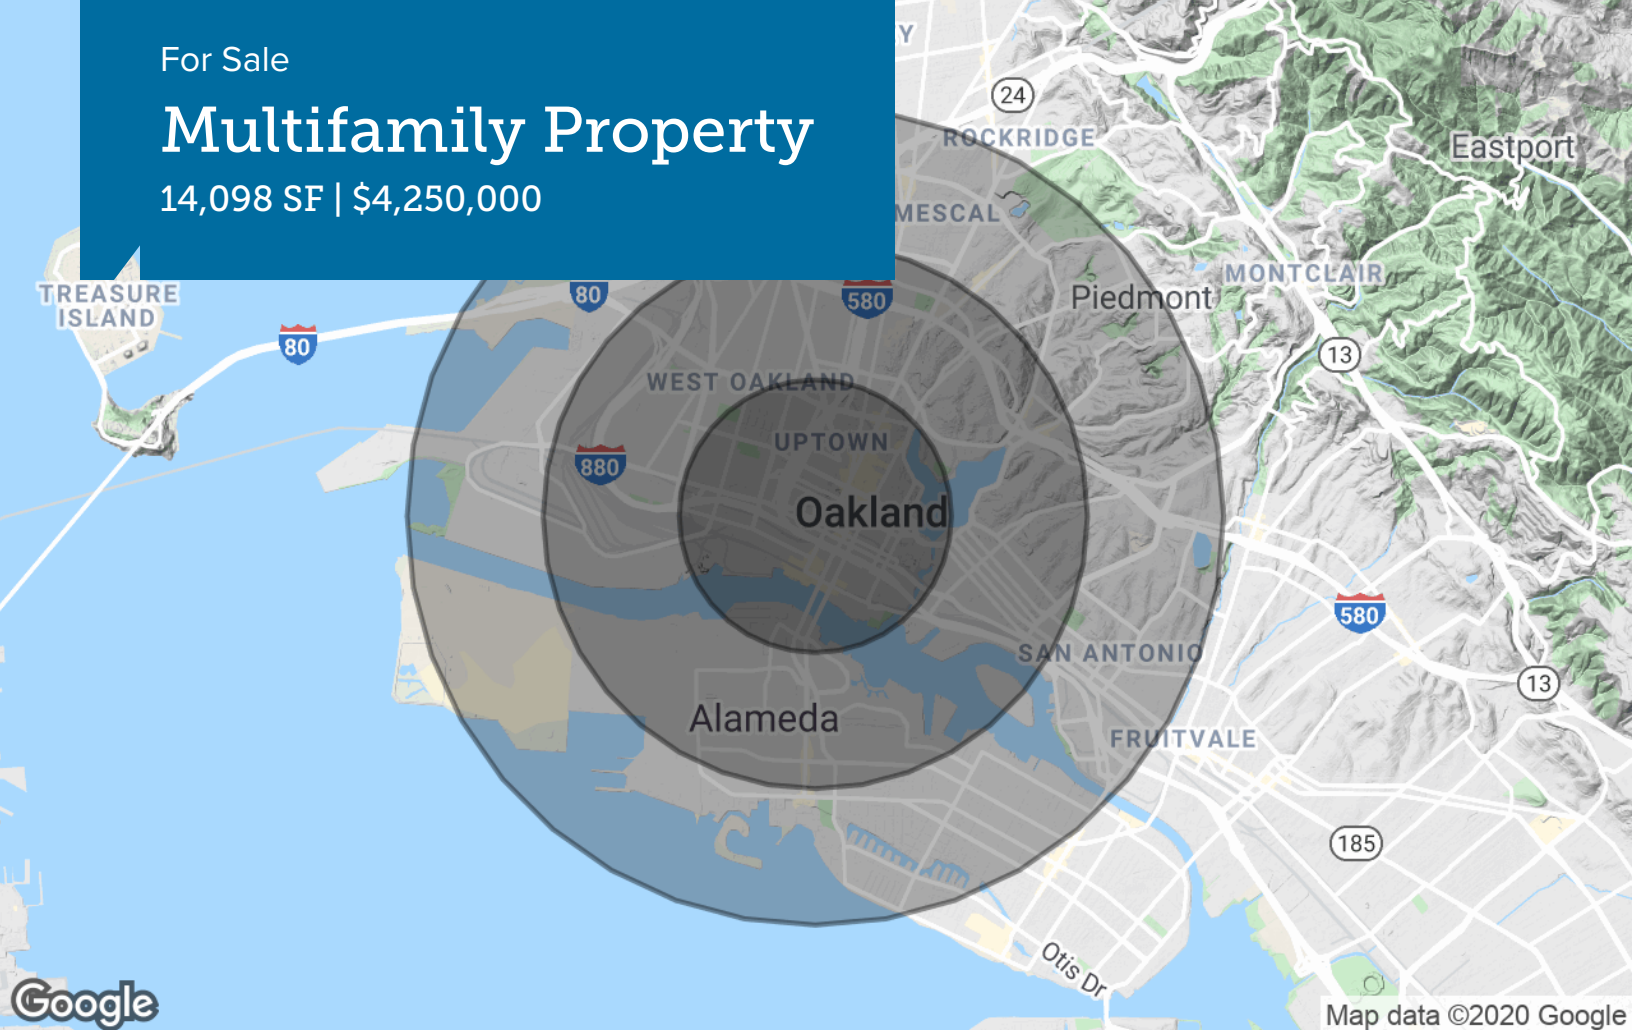 For Sale
Multifamily Property
14,098 SF | $4,250,000
Y
24
ROCKRIDGE
Eastport
MESCAL
MONTCLAIR
Piedmont
TREASURE
ISLAND
80
580
80
13
WEST OAKLAND
UPTOWN
880
Oakland
580
SAN ANTONIO
13
Alameda
FRUITVALE
185
Otis Dr
Google
Map data ©2020 Google